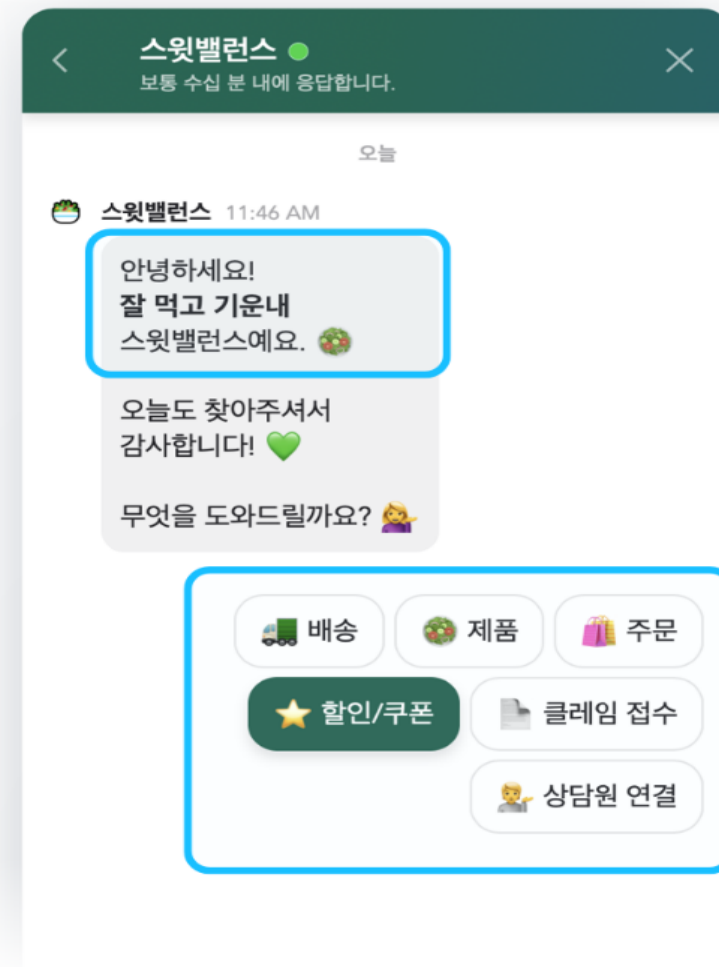 스윗밸런스
보통 수십 분 내에 응답합니다.
오늘
스윗밸런스 11:46 AM
안녕하세요!
잘 먹고 기운내
스윗밸런스예요. 🥗
오늘도 찾아주셔서
감사합니다! 💚
무엇을 도와드릴까요? 💁‍♀️
🚛 배송
🥗 제품
🛍️ 주문
⭐ 할인/쿠폰
📄 클레임 접수
💁 상담원 연결